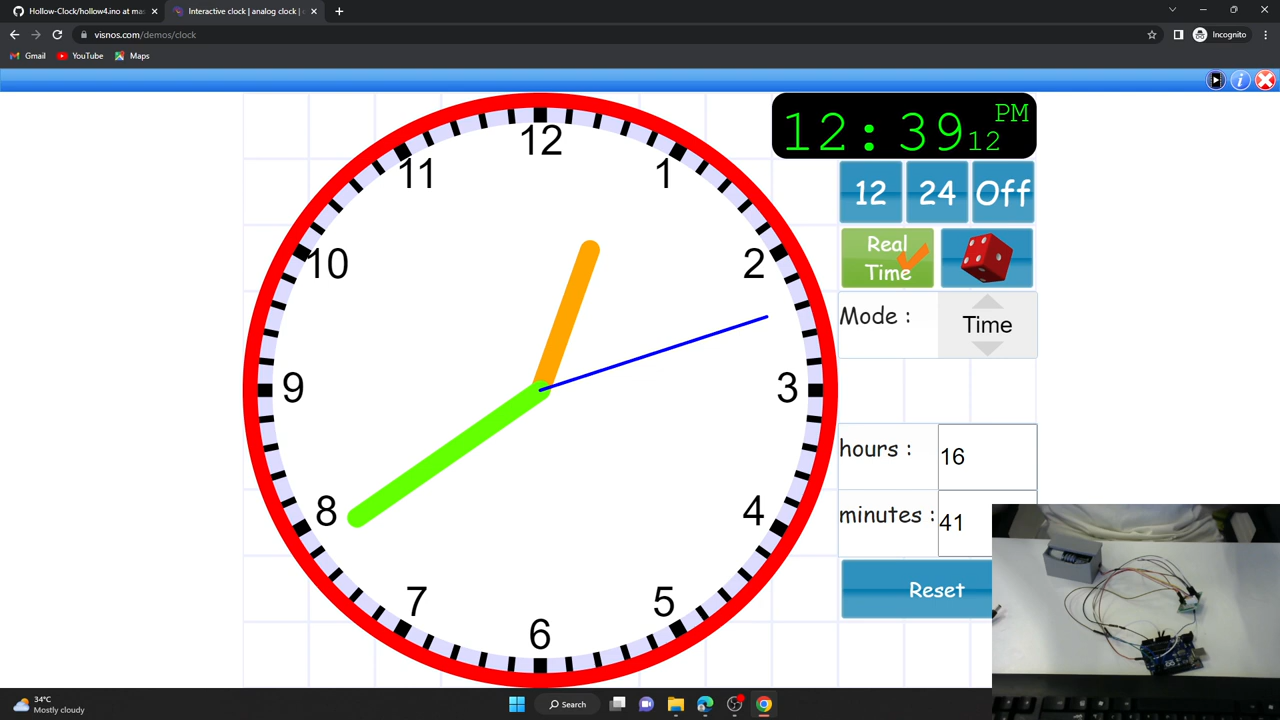 Hollow-Clock/hollow4.ino at mas
Interactive clock | analog clock | c
visnos.com/demos/clock
Incognito
Gmail
YouTube
Maps
12:39 12 PM
12 24 Off
Real
Time
Mode :
Time
hours :
16
minutes :
41
Reset
12
1
2
3
4
5
6
7
8
9
10
11
34°C
Mostly cloudy
Search